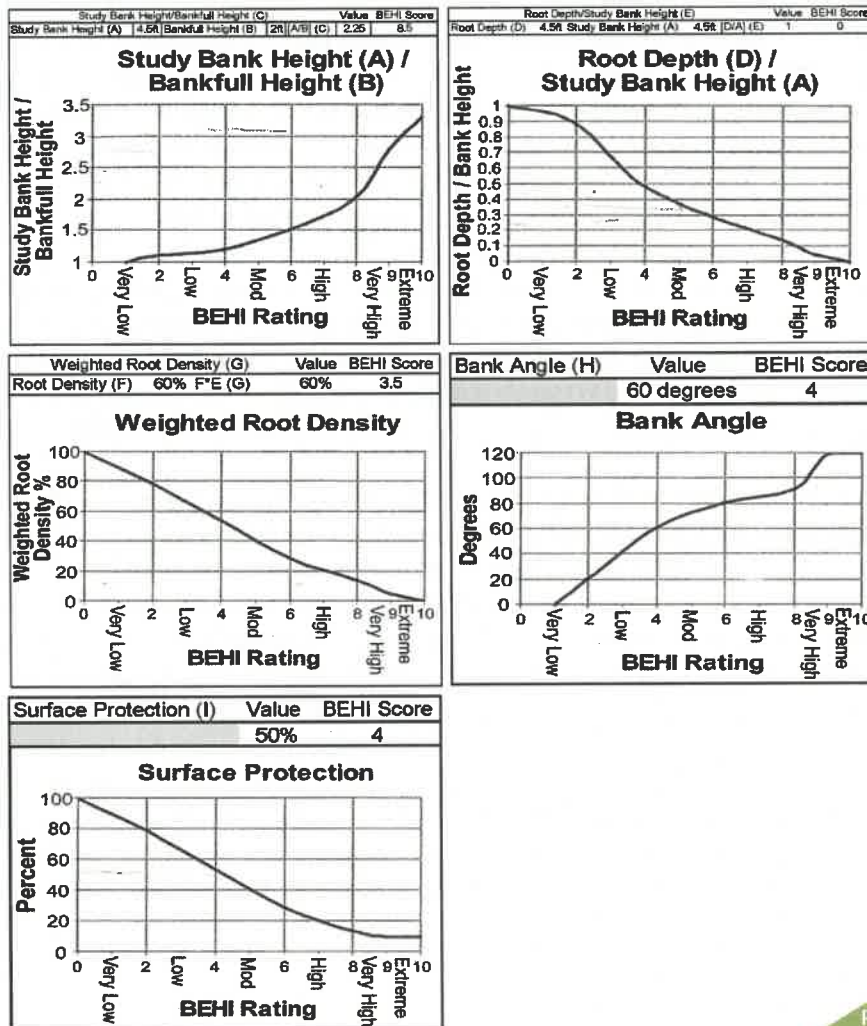 Study Bank Height/Bankfull Height (C) Value BEHI Score
Study Bank Height (A) 4.5ft Bankfull Height (B) 2ft (A/B) (C) 2.25 8.5
Study Bank Height (A) /
Bankfull Height (B)
Study Bank Height /
Bankfull Height
3.5
3
2.5
2
1.5
1
0 2 4 6 8 10
Very Low Low Mod High Very High Extreme
BEHI Rating
Root Depth/Study Bank Height (E) Value BEHI Score
Root Depth (D) 4.5ft Study Bank Height (A) 4.5ft (D/A) (E) 1 0
Root Depth (D) /
Study Bank Height (A)
Root Depth / Bank Height
1
0.9
0.8
0.7
0.6
0.5
0.4
0.3
0.2
0.1
0
0 2 4 6 8 9 10
Very Low Low Mod High Very High Extreme
BEHI Rating
Weighted Root Density (G) Value BEHI Score
Root Density (F) 60% F*E (G) 60% 3.5
Weighted Root Density
Weighted Root
Density %
100
80
60
40
20
0
0 2 4 6 8 9 10
Very Low Low Mod High Very High Extreme
BEHI Rating
Bank Angle (H) Value BEHI Score
60 degrees 4
Bank Angle
Degrees
120
100
80
60
40
20
0
0 2 4 6 8 9 10
Very Low Low Mod High Very High Extreme
BEHI Rating
Surface Protection (I) Value BEHI Score
50% 4
Surface Protection
Percent
100
80
60
40
20
0
0 2 4 6 8 9 10
Very Low Low Mod High Very High Extreme
BEHI Rating